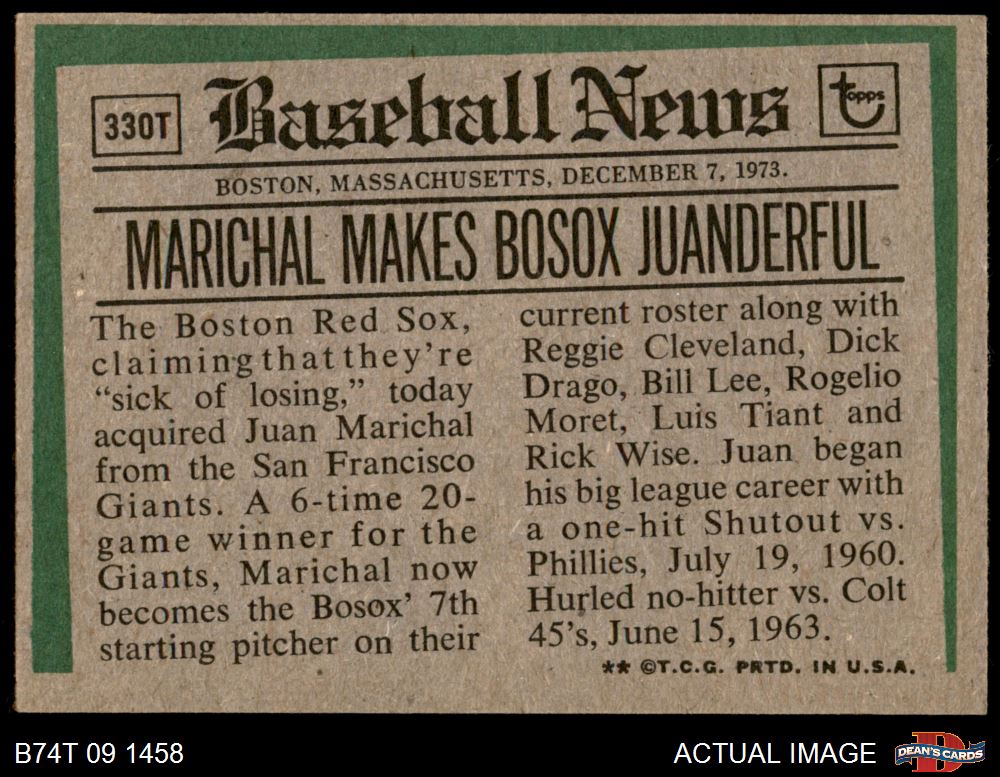 330T
Baseball News
topps
BOSTON, MASSACHUSETTS, DECEMBER 7, 1973.
MARICHAL MAKES BOSOX JUANDERFUL
The Boston Red Sox,
claiming that they're
“sick of losing,” today
acquired Juan Marichal
from the San Francisco
Giants. A 6-time 20-
game winner for the
Giants, Marichal now
becomes the Bosox' 7th
starting pitcher on their
current roster along with
Reggie Cleveland, Dick
Drago, Bill Lee, Rogelio
Moret, Luis Tiant and
Rick Wise. Juan began
his big league career with
a one-hit Shutout vs.
Phillies, July 19, 1960.
Hurled no-hitter vs. Colt
45's, June 15, 1963.
** ©T.C.G. PRTD. IN U.S.A.
B74T 09 1458
ACTUAL IMAGE
DEAN'S CARDS